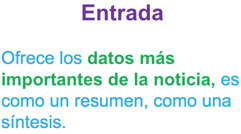 Entrada
Ofrece los datos más
importantes de la noticia, es
como un resumen, como una
síntesis.